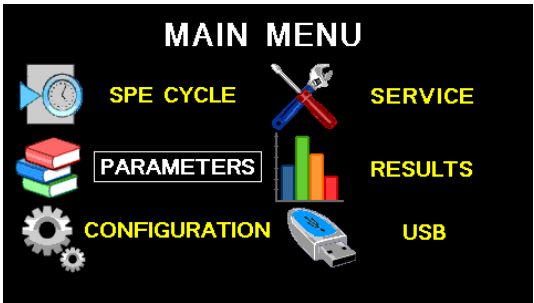 MAIN MENU
SPE CYCLE
SERVICE
PARAMETERS
RESULTS
CONFIGURATION
USB